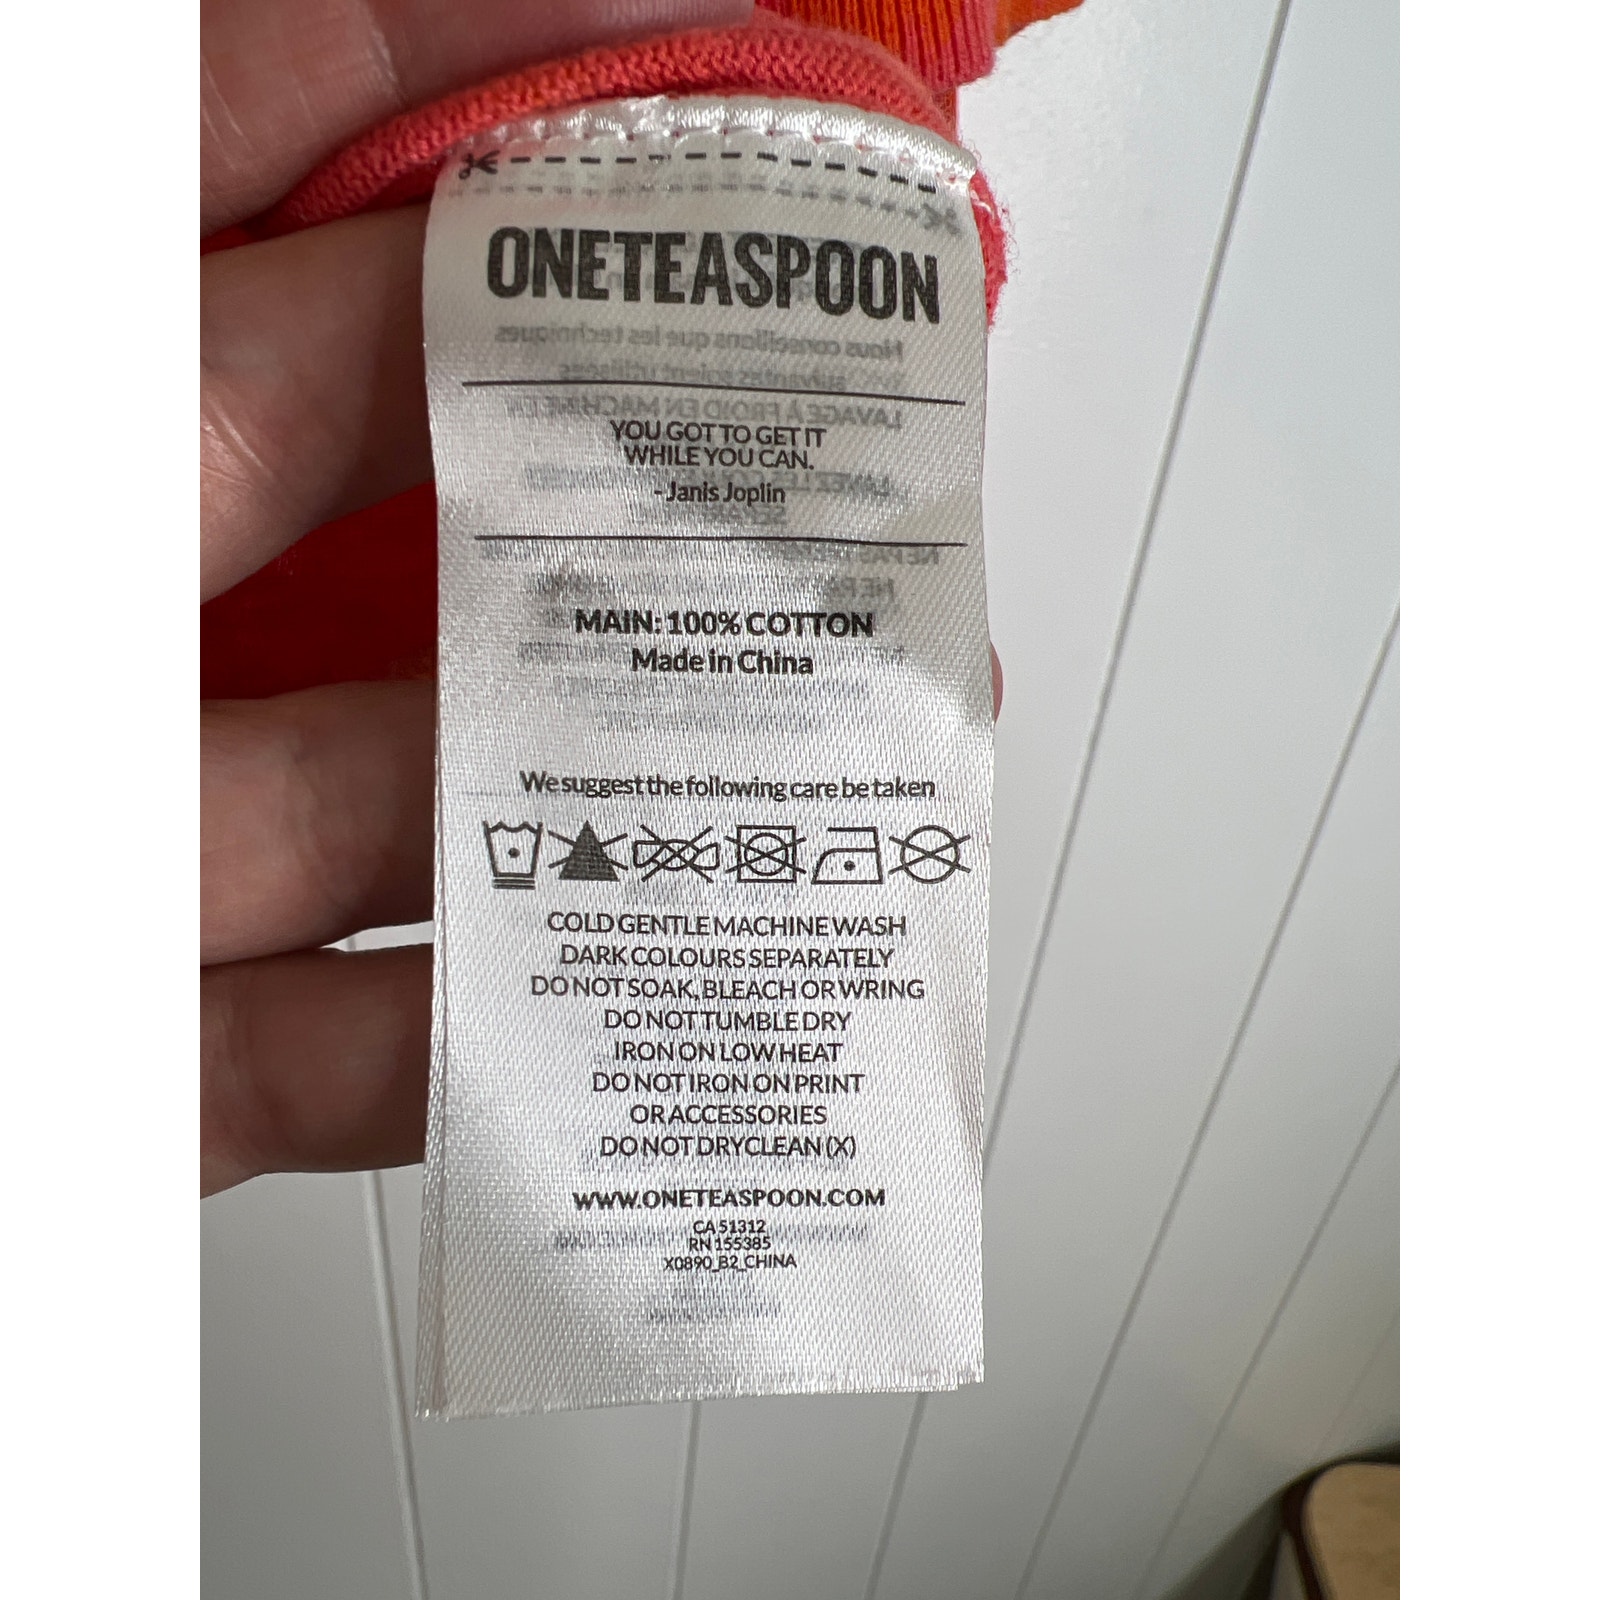 ONETEASPOON
YOU GOT TO GET IT
WHILE YOU CAN.
- Janis Joplin
MAIN: 100% COTTON
Made in China
We suggest the following care be taken
COLD GENTLE MACHINE WASH
DARK COLOURS SEPARATELY
DO NOT SOAK, BLEACH OR WRING
DO NOT TUMBLE DRY
IRON ON LOW HEAT
DO NOT IRON ON PRINT
OR ACCESSORIES
DO NOT DRYCLEAN (X)
WWW.ONETEASPOON.COM
CA 51312
RN 155385
X0890_B2_CHINA